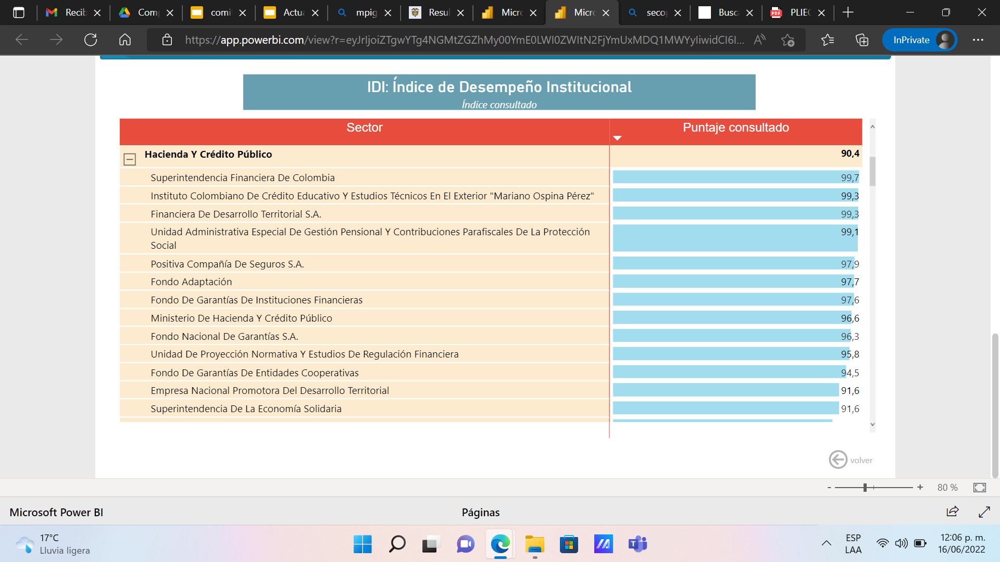 Recib
Com
comi
Actua
mpig
Resul
Micro
Micro
seco
Busc
PDF
PLIE
https://app.powerbi.com/view?r=eyJrIjoiZTgwYTg4NGMtZGZhMy00YmE0LWI0ZWItN2FjYmUxMDQ1MWYyIiwidCI6I...
InPrivate
IDI: Índice de Desempeño Institucional
Índice consultado
Sector Puntaje consultado
Hacienda Y Crédito Público 90,4
Superintendencia Financiera De Colombia 99,7
Instituto Colombiano De Crédito Educativo Y Estudios Técnicos En El Exterior "Mariano Ospina Pérez" 99,3
Financiera De Desarrollo Territorial S.A. 99,3
Unidad Administrativa Especial De Gestión Pensional Y Contribuciones Parafiscales De La Protección 99,1
Social
Positiva Compañía De Seguros S.A. 97,9
Fondo Adaptación 97,7
Fondo De Garantías De Instituciones Financieras 97,6
Ministerio De Hacienda Y Crédito Público 96,6
Fondo Nacional De Garantías S.A. 96,3
Unidad De Proyección Normativa Y Estudios De Regulación Financiera 95,8
Fondo De Garantías De Entidades Cooperativas 94,5
Empresa Nacional Promotora Del Desarrollo Territorial 91,6
Superintendencia De La Economía Solidaria 91,6
volver
- + 80 %
Microsoft Power BI Páginas
17°C
Lluvia ligera
ESP
LAA
12:06 p. m.
16/06/2022